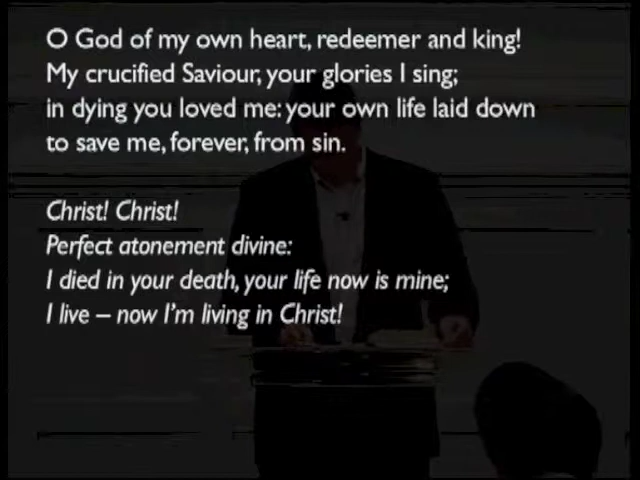 O God of my own heart, redeemer and king!
My crucified Saviour, your glories I sing;
in dying you loved me: your own life laid down
to save me, forever, from sin.
Christ! Christ!
Perfect atonement divine:
I died in your death, your life now is mine;
I live – now I'm living in Christ!